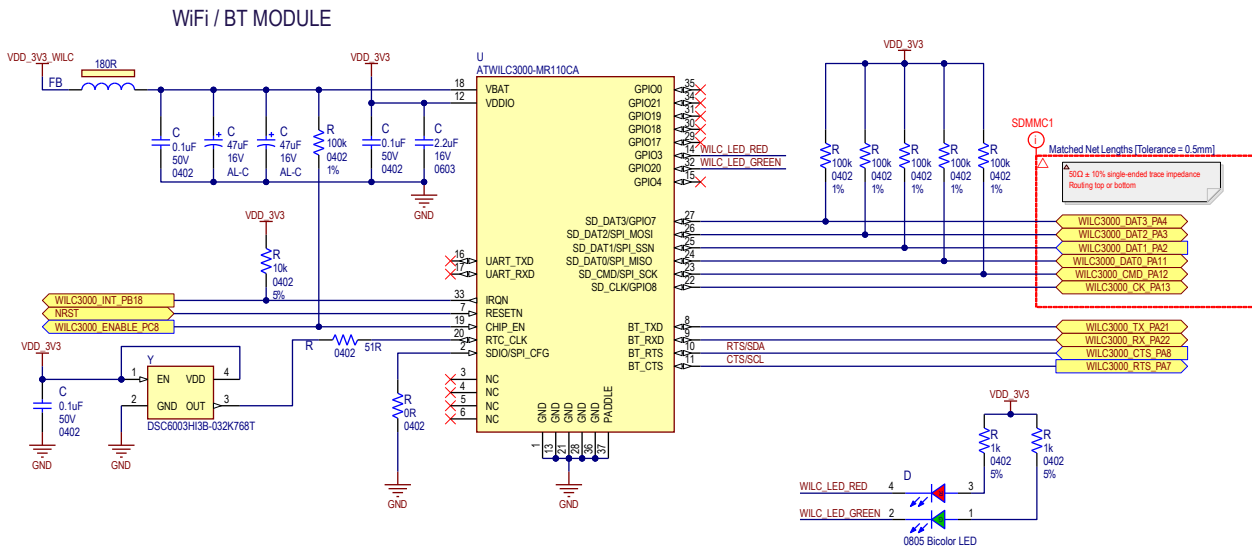 WiFi / BT MODULE
VDD_3V3_WILC
180R
FB
VDD_3V3
C
0.1uF
50V
0402
C
47uF
16V
AL-C
C
47uF
16V
AL-C
R
100k
0402
1%
C
0.1uF
50V
0402
C
2.2uF
16V
0603
GND
U
ATWILC3000-MR110CA
18 VBAT
12 VDDIO
GPIO0 35
GPIO21 34
GPIO19 31
GPIO18 30
GPIO17 29
GPIO3 14 WILC_LED_RED
GPIO20 32 WILC_LED_GREEN
GPIO4 15
SD_DAT3/GPIO7 27
SD_DAT2/SPI_MOSI 26
SD_DAT1/SPI_SSN 25
SD_DAT0/SPI_MISO 24
SD_CMD/SPI_SCK 23
SD_CLK/GPIO8 22
BT_TXD 8
BT_RXD 9
BT_RTS 10 RTS/SDA
BT_CTS 11 CTS/SCL
16 UART_TXD
17 UART_RXD
33 IRQN
7 RESETN
19 CHIP_EN
20 RTC_CLK
2 SDIO/SPI_CFG
3 NC
4 NC
5 NC
6 NC
GND GND GND GND GND PADDLE
1 13 21 28 36 37
GND
VDD_3V3
R
100k
0402
1%
R
100k
0402
1%
R
100k
0402
1%
R
100k
0402
1%
R
100k
0402
1%
SDMMC1
i
Matched Net Lengths [Tolerance = 0.5mm]
50Ω ± 10% single-ended trace impedance
Routing top or bottom
WILC3000_DAT3_PA4
WILC3000_DAT2_PA3
WILC3000_DAT1_PA2
WILC3000_DAT0_PA11
WILC3000_CMD_PA12
WILC3000_CK_PA13
WILC3000_TX_PA21
WILC3000_RX_PA22
WILC3000_CTS_PA8
WILC3000_RTS_PA7
VDD_3V3
R
10k
0402
5%
WILC3000_INT_PB18
NRST
WILC3000_ENABLE_PC8
R 0402 51R
VDD_3V3
C
0.1uF
50V
0402
GND
Y
1 EN VDD 4
2 GND OUT 3
DSC6003HI3B-032K768T
GND
R
0R
0402
GND
VDD_3V3
R
1k
0402
5%
R
1k
0402
5%
D
WILC_LED_RED 4 3
WILC_LED_GREEN 2 1
0805 Bicolor LED